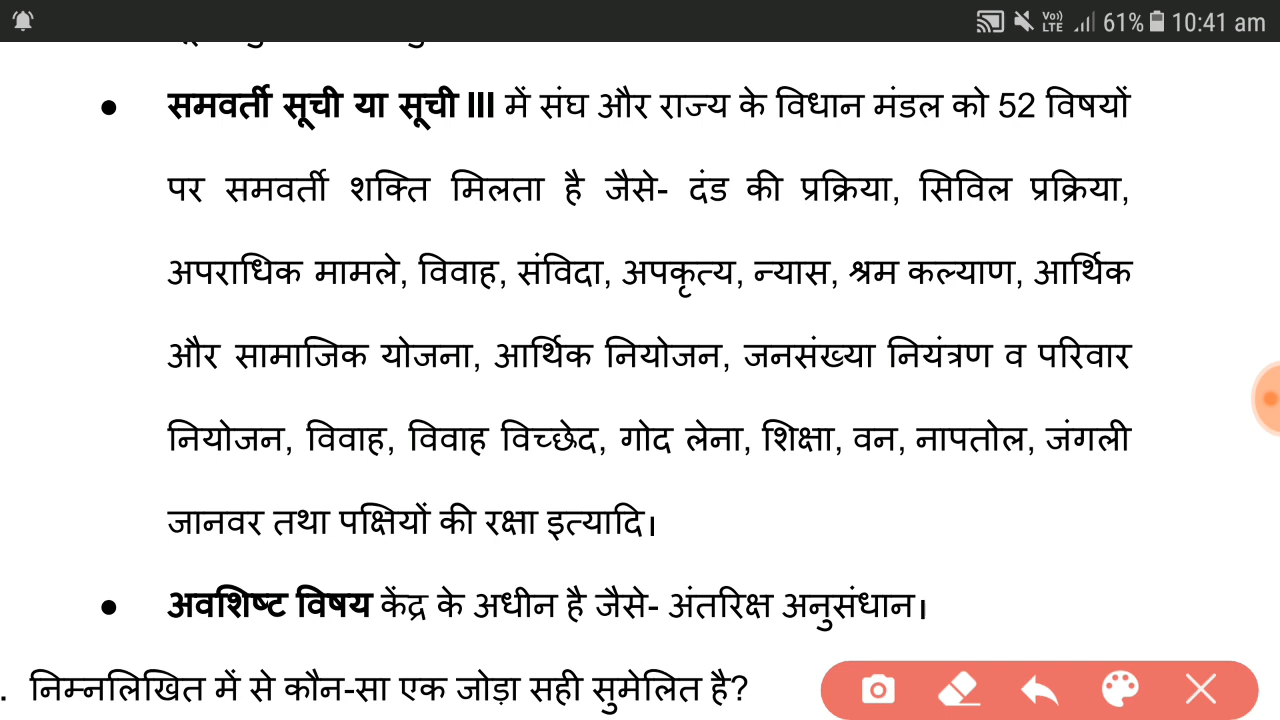 Vo))
LTE
61%
10:41 am
● समवर्ती सूची या सूची III में संघ और राज्य के विधान मंडल को 52 विषयों
पर समवर्ती शक्ति मिलता है जैसे- दंड की प्रक्रिया, सिविल प्रक्रिया,
अपराधिक मामले, विवाह, संविदा, अपकृत्य, न्यास, श्रम कल्याण, आर्थिक
और सामाजिक योजना, आर्थिक नियोजन, जनसंख्या नियंत्रण व परिवार
नियोजन, विवाह, विवाह विच्छेद, गोद लेना, शिक्षा, वन, नापतोल, जंगली
जानवर तथा पक्षियों की रक्षा इत्यादि।
● अवशिष्ट विषय केंद्र के अधीन है जैसे- अंतरिक्ष अनुसंधान।
. निम्नलिखित में से कौन-सा एक जोड़ा सही सुमेलित है?